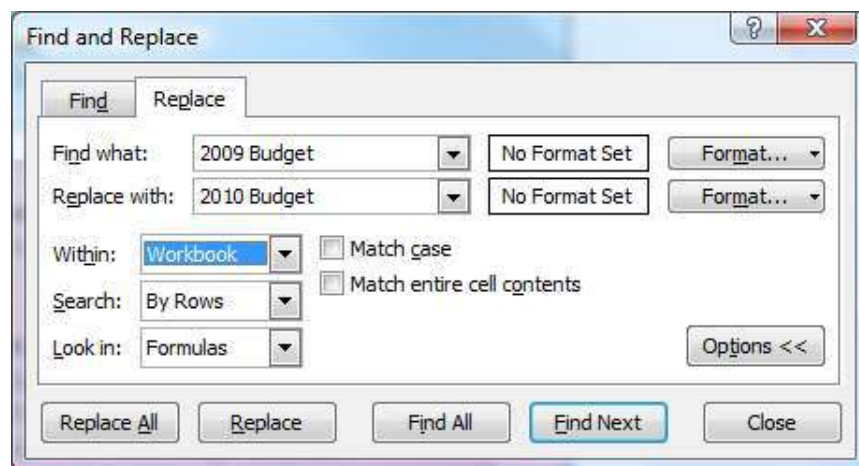 Find and Replace
Find Replace
Find what: 2009 Budget No Format Set Format...
Replace with: 2010 Budget No Format Set Format...
Within: Workbook Match case
Match entire cell contents
Search: By Rows
Look in: Formulas Options <<
Replace All Replace Find All Find Next Close